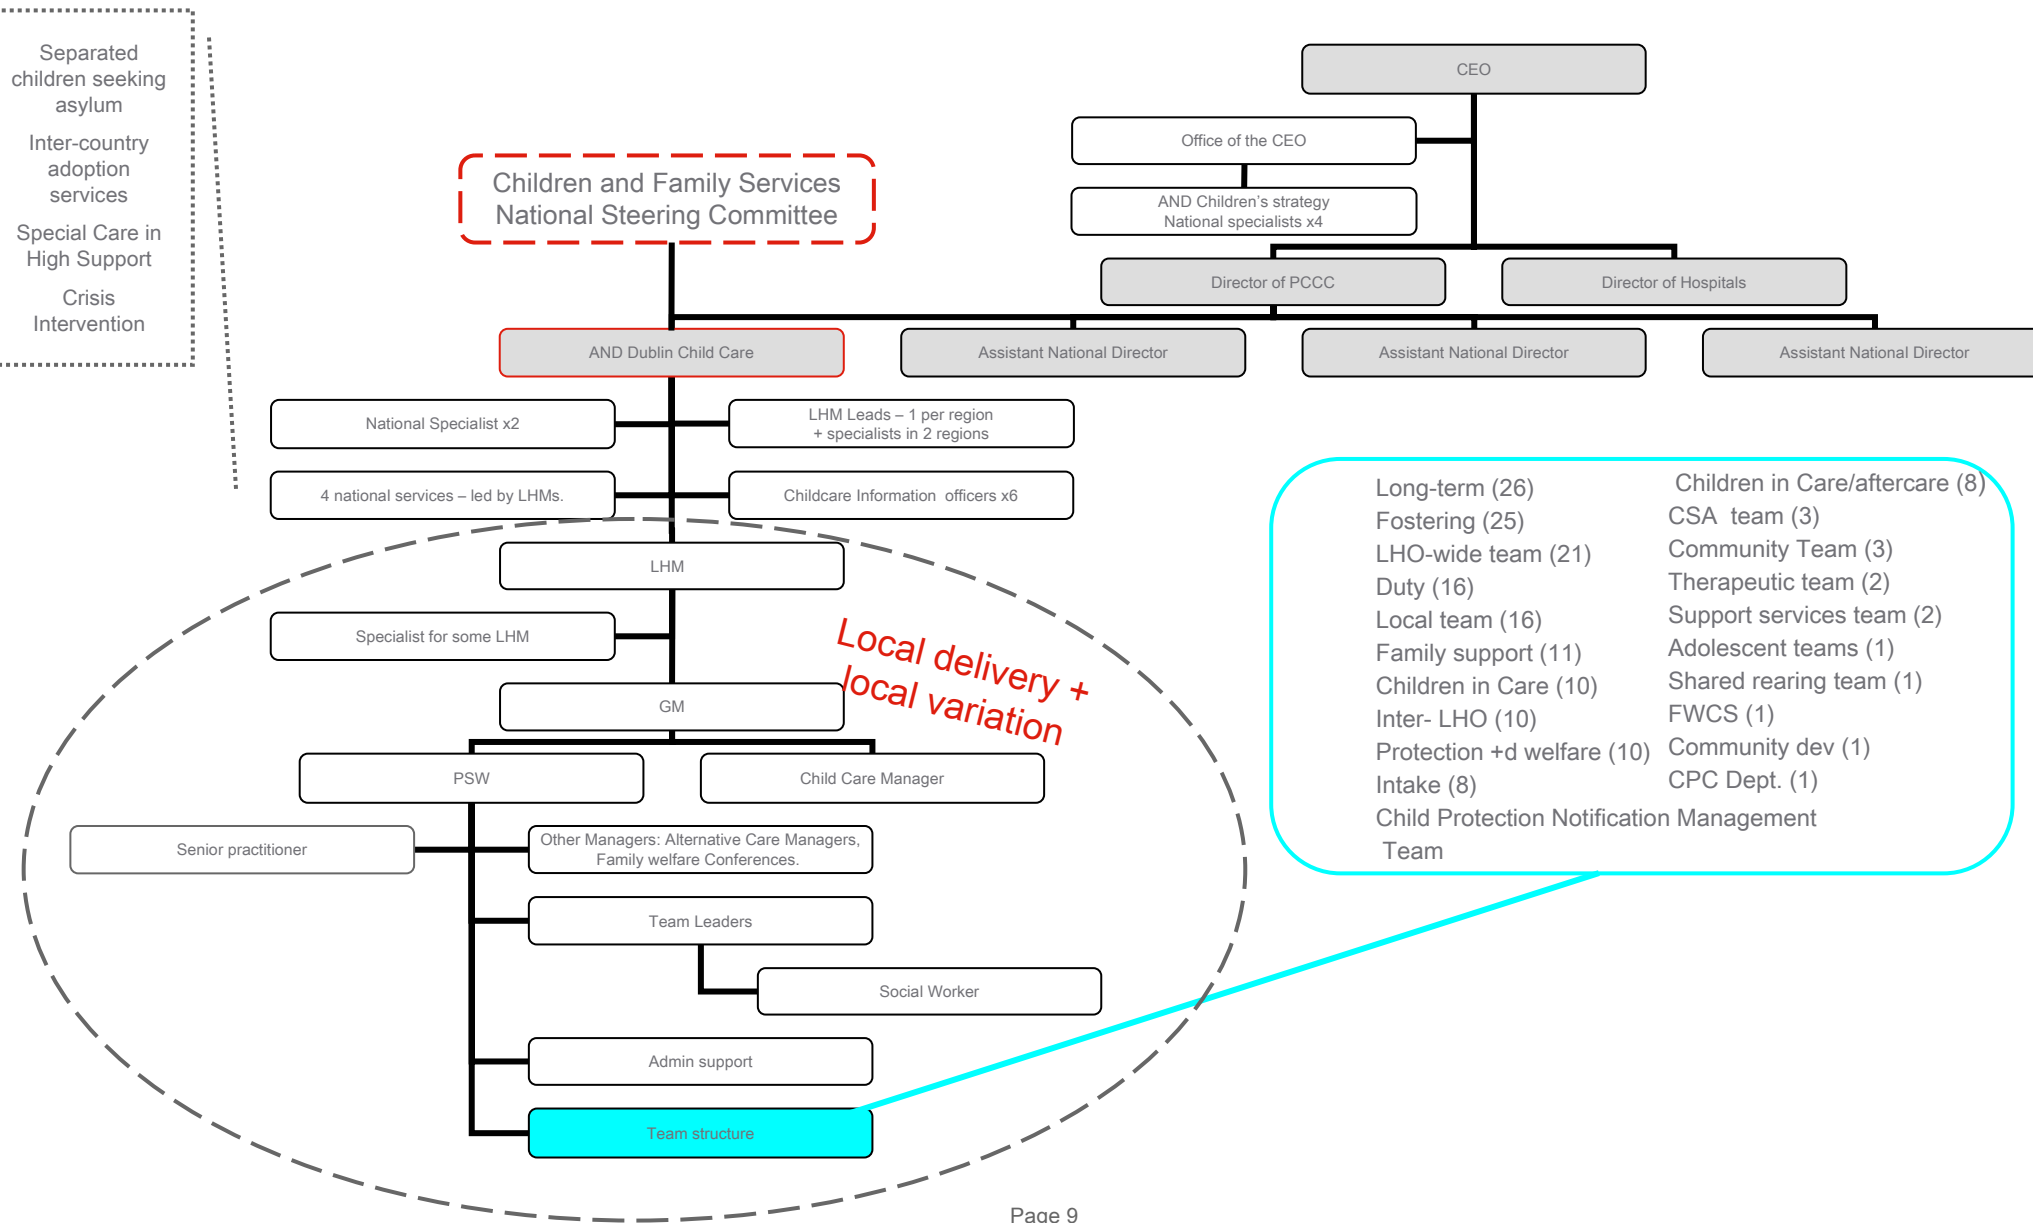 Separated
children seeking
asylum
Inter-country
adoption
services
Special Care in
High Support
Crisis
Intervention
CEO
Office of the CEO
AND Children’s strategy
National specialists x4
Children and Family Services
National Steering Committee
Director of PCCC
Director of Hospitals
AND Dublin Child Care
Assistant National Director
Assistant National Director
Assistant National Director
National Specialist x2
LHM Leads – 1 per region
+ specialists in 2 regions
4 national services – led by LHMs.
Childcare Information officers x6
LHM
Specialist for some LHM
Local delivery +
local variation
GM
PSW
Child Care Manager
Senior practitioner
Other Managers: Alternative Care Managers,
Family welfare Conferences.
Team Leaders
Social Worker
Admin support
Team structure
Long-term (26)
Fostering (25)
LHO-wide team (21)
Duty (16)
Local team (16)
Family support (11)
Children in Care (10)
Inter- LHO (10)
Protection +d welfare (10)
Intake (8)
Child Protection Notification Management
Team
Children in Care/aftercare (8)
CSA team (3)
Community Team (3)
Therapeutic team (2)
Support services team (2)
Adolescent teams (1)
Shared rearing team (1)
FWCS (1)
Community dev (1)
CPC Dept. (1)
Page 9